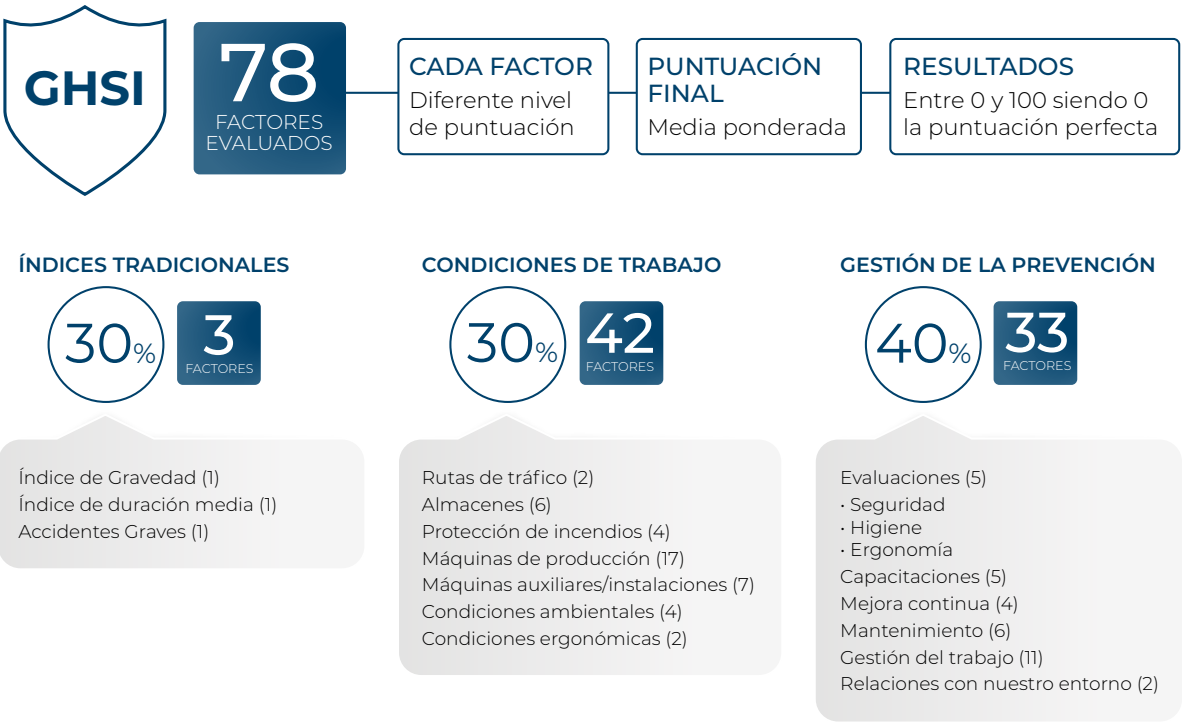 GHSI
78
FACTORES
EVALUADOS
CADA FACTOR
Diferente nivel
de puntuación
PUNTUACIÓN
FINAL
Media ponderada
RESULTADOS
Entre 0 y 100 siendo 0
la puntuación perfecta
ÍNDICES TRADICIONALES
30%
3
FACTORES
Índice de Gravedad (1)
Índice de duración media (1)
Accidentes Graves (1)
CONDICIONES DE TRABAJO
30%
42
FACTORES
Rutas de tráfico (2)
Almacenes (6)
Protección de incendios (4)
Máquinas de producción (17)
Máquinas auxiliares/instalaciones (7)
Condiciones ambientales (4)
Condiciones ergonómicas (2)
GESTIÓN DE LA PREVENCIÓN
40%
33
FACTORES
Evaluaciones (5)
• Seguridad
• Higiene
• Ergonomía
Capacitaciones (5)
Mejora continua (4)
Mantenimiento (6)
Gestión del trabajo (11)
Relaciones con nuestro entorno (2)